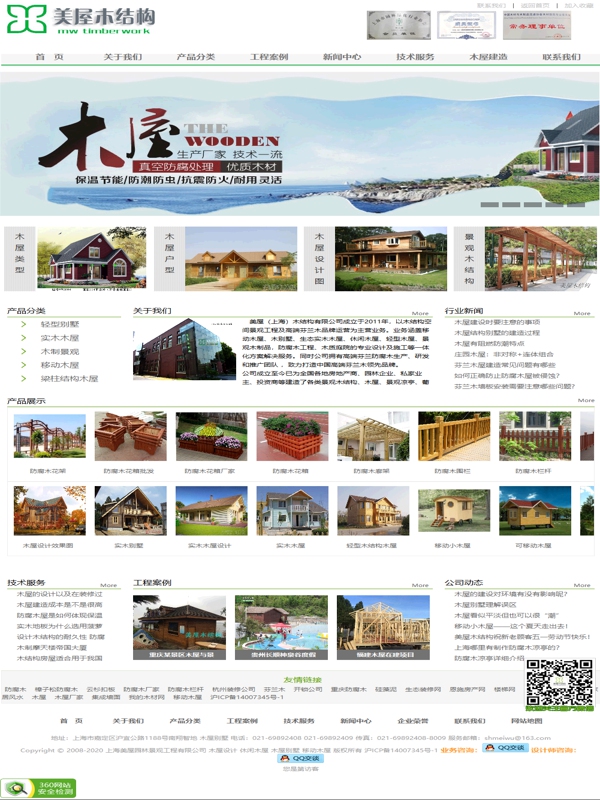 联系我们 | 返回首页 | 加入收藏
美屋木结构
mw timberwork
首 页 关于我们 产品分类 工程案例 新闻中心 技术服务 木屋建造 联系我们
木屋
THE
WOODEN
生产厂家 技术一流
真空防腐处理 优质木材
保温节能/防潮防虫/抗震防火/耐用灵活
木屋类型
木屋户型
木屋设计图
景观木结构
产品分类
轻型别墅
实木木屋
木制景观
移动木屋
梁柱结构木屋
关于我们 More
美屋（上海）木结构有限公司成立于2011年，以木结构空
间景观工程及高端芬兰木品牌运营为主营业务。业务涵盖移
动木屋、木别墅、生态实木木屋、休闲木屋、轻型木屋、景
观木制品、防腐木工程、木质庭院的专业设计及施工等一体
化方案解决服务。同时公司拥有高端芬兰防腐木生产、研发
和推广团队，致力打造中国高端芬兰木领先品牌。
公司成立至今已为全国各地房地产商、园林企业、私家业
主、投资商等建造了各类景观木结构、木屋、景观凉亭、葡
行业新闻 More
木屋建设时要注意的事项
木屋结构别墅的建造过程
木屋有阻燃防潮特点
庄园木屋：非对称+连体组合
芬兰木屋建造常见问题有哪些
如何正确防止防腐木屋被侵蚀?
芬兰木墙板安装需要注意哪些问题?
产品展示 More
防腐木花架 防腐木花箱批发 防腐木花箱厂家 防腐木花箱 防腐木廊架 防腐木围栏 防腐木栏杆
木屋设计效果图 实木别墅 实木木屋设计 实木木屋 轻型木结构木屋 移动小木屋 可移动木屋
技术服务 More
木屋的设计以及在装修过
木屋建造成本是不是很高
防腐木屋是如何体现保温
实木地板为什么选用菠萝
设计木结构的耐久性 防腐
木制摩天楼帝国大厦
木结构房屋适合用于我国
工程案例 More
重庆某景区木屋与景
贵州长顺神泉谷度假
福建木屋在建项目
公司动态 More
木屋的建设对环境有没有影响呢?
木屋别墅理解误区
木屋看似平淡但也可以很“潮”
移动小木屋——这个夏天走出去!
美屋木结构祝新老顾客五一劳动节快乐!
上海哪里有制作防腐木凉亭的?
防腐木凉亭详细介绍
友情链接
防腐木 樟子松防腐木 云杉扣板 防腐木厂家 防腐木栏杆 杭州装修公司 芬兰木 开锁公司 重庆防腐木 硅藻泥 生态装修网 恩施房产网 楼梯网
居风水 木屋 木屋厂家 集成墙面 我的木材网 移动木屋 沪ICP备14007345号-1
首 页 关于我们 产品分类 工程案例 技术服务 新闻中心 企业荣誉 联系我们 网站地图
地址：上海市嘉定区沪宜公路1188号南翔智地 木屋别墅 电话：021-69892408 021-69892409 传真：021-69892408-8009 服务邮箱：shmeiwu@163.com
Copyright © 2008-2020 上海美屋园林景观工程有限公司 木屋设计 休闲木屋 木屋别墅 移动木屋 版权所有 沪ICP备14007345号-1 业务咨询： QQ交谈 设计师咨询：
QQ交谈
您是第访客
360网站
安全检测